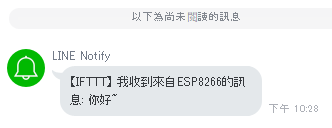 以下為尚未閱讀的訊息
LINE Notify
【IFTTT】我收到來自ESP8266的訊
息: 你好~
下午 10:28